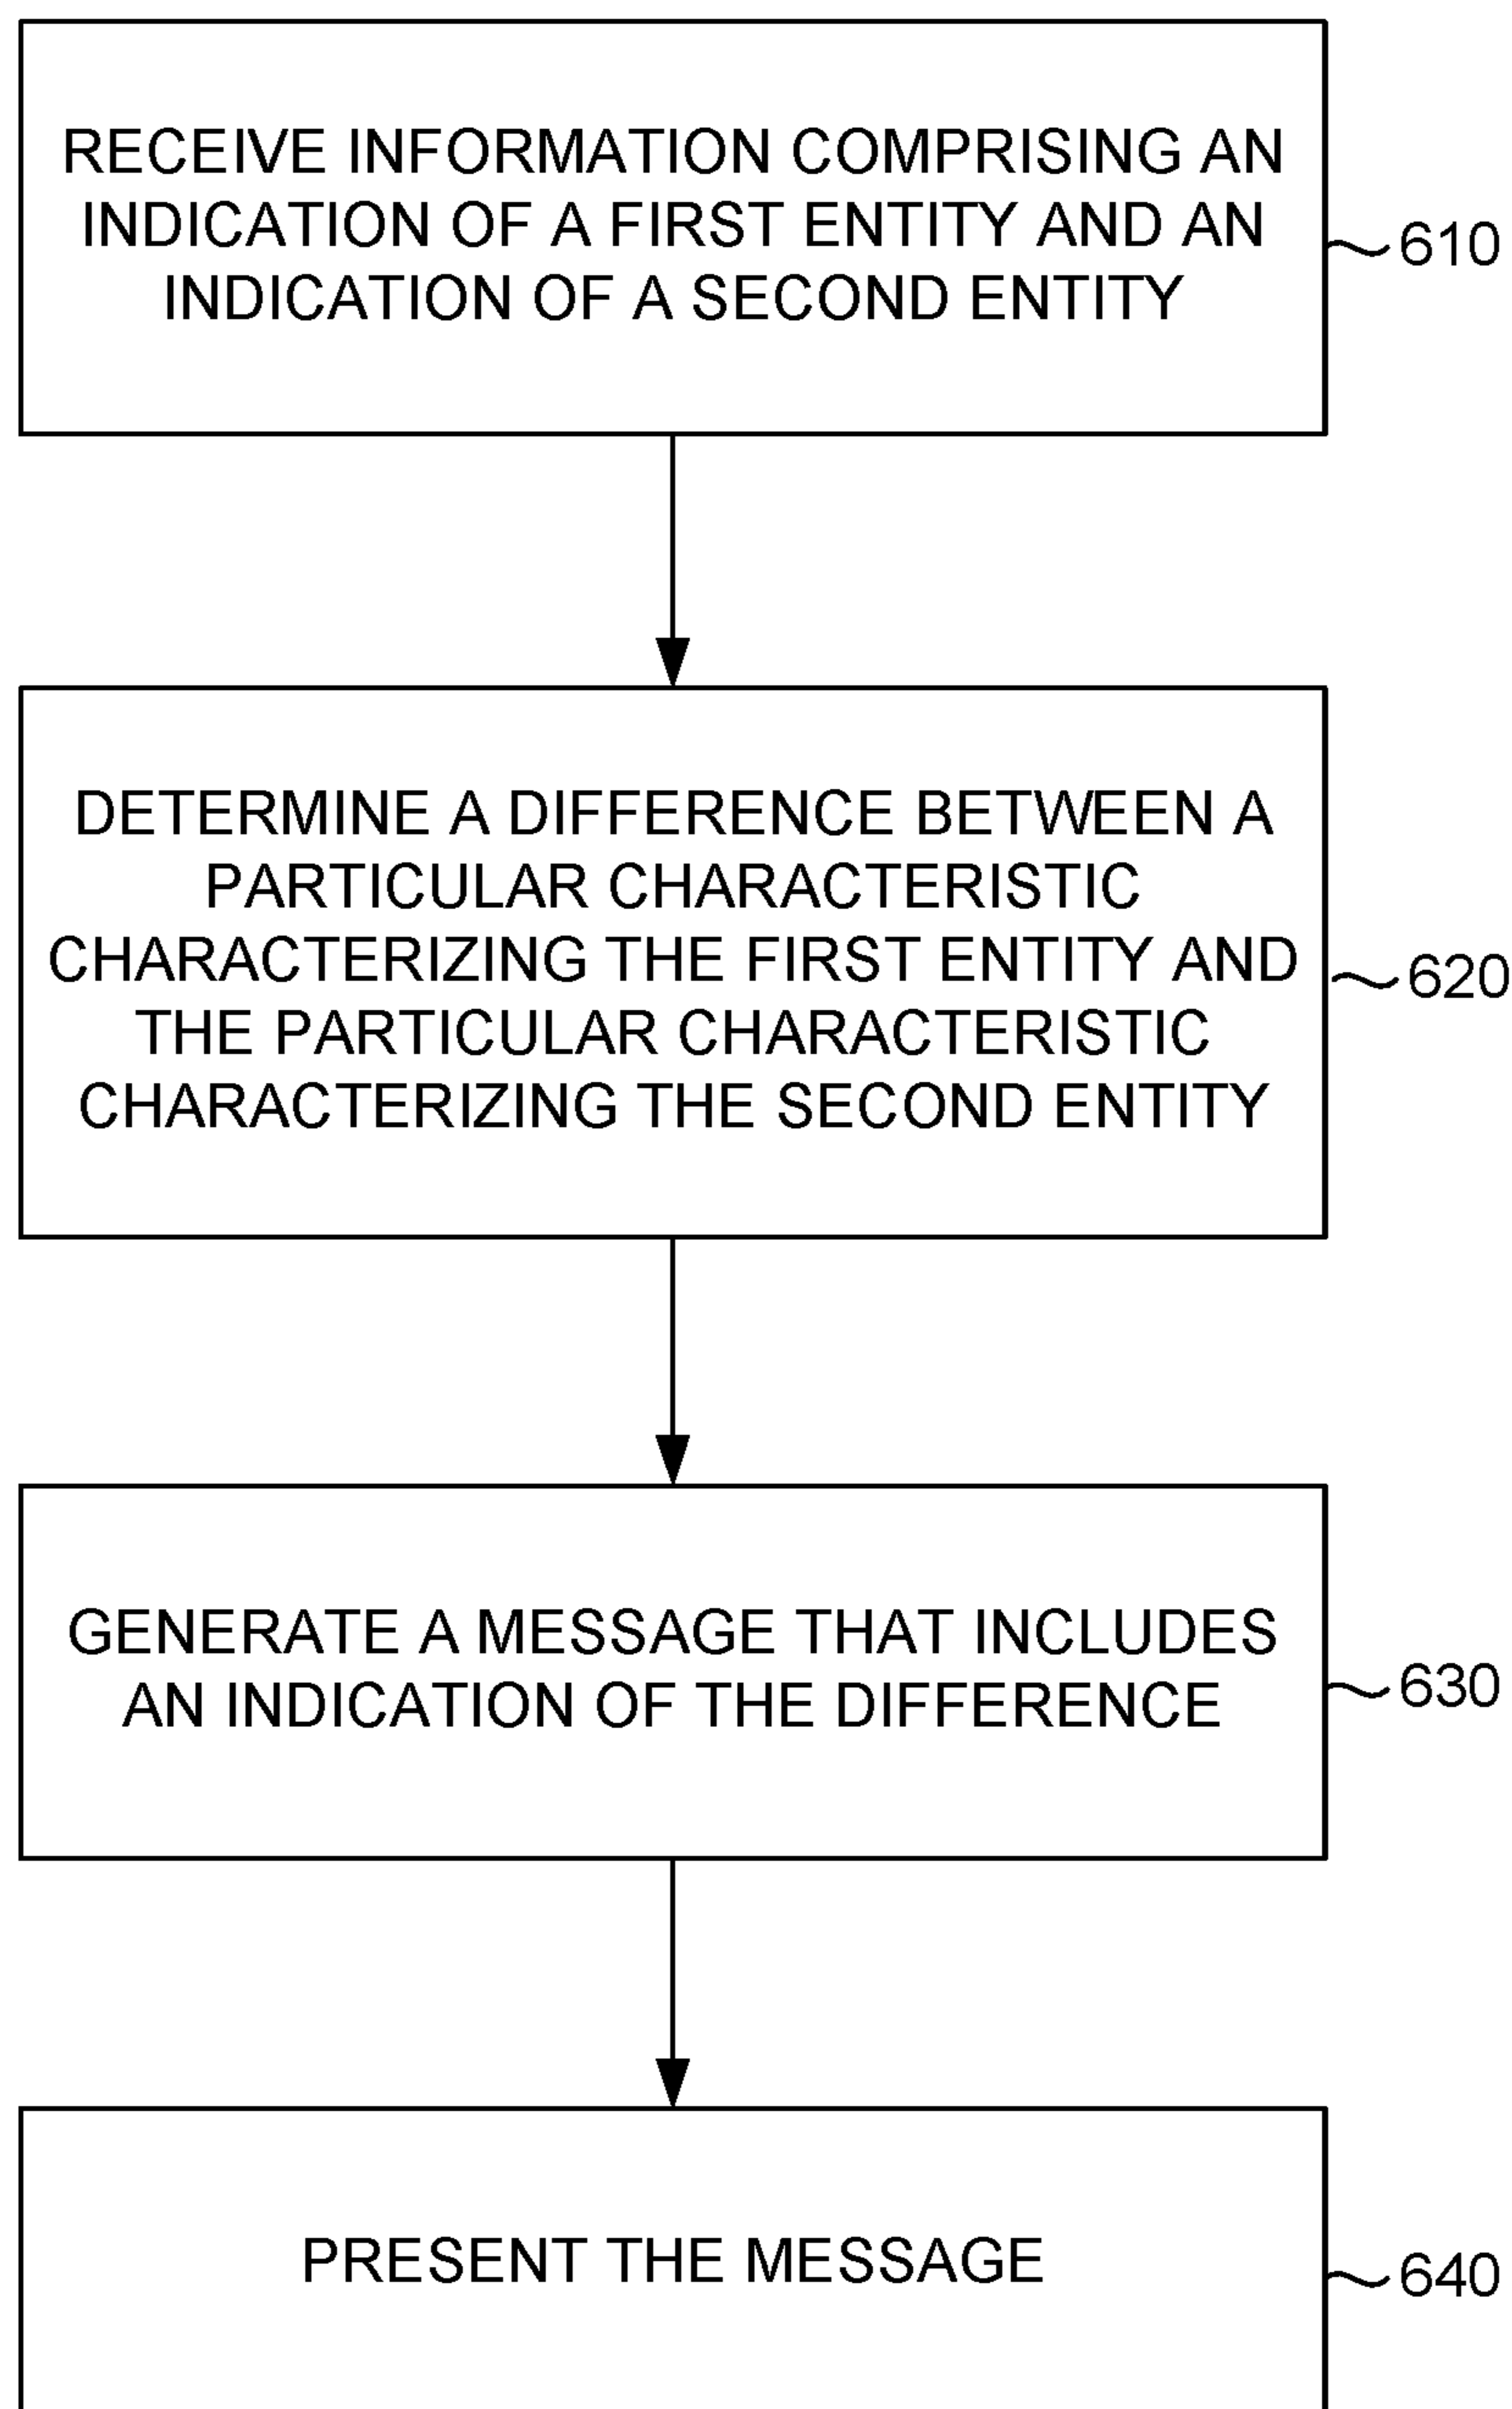 RECEIVE INFORMATION COMPRISING AN
INDICATION OF A FIRST ENTITY AND AN
INDICATION OF A SECOND ENTITY
610
DETERMINE A DIFFERENCE BETWEEN A
PARTICULAR CHARACTERISTIC
CHARACTERIZING THE FIRST ENTITY AND
THE PARTICULAR CHARACTERISTIC
CHARACTERIZING THE SECOND ENTITY
620
GENERATE A MESSAGE THAT INCLUDES
AN INDICATION OF THE DIFFERENCE
630
PRESENT THE MESSAGE
640